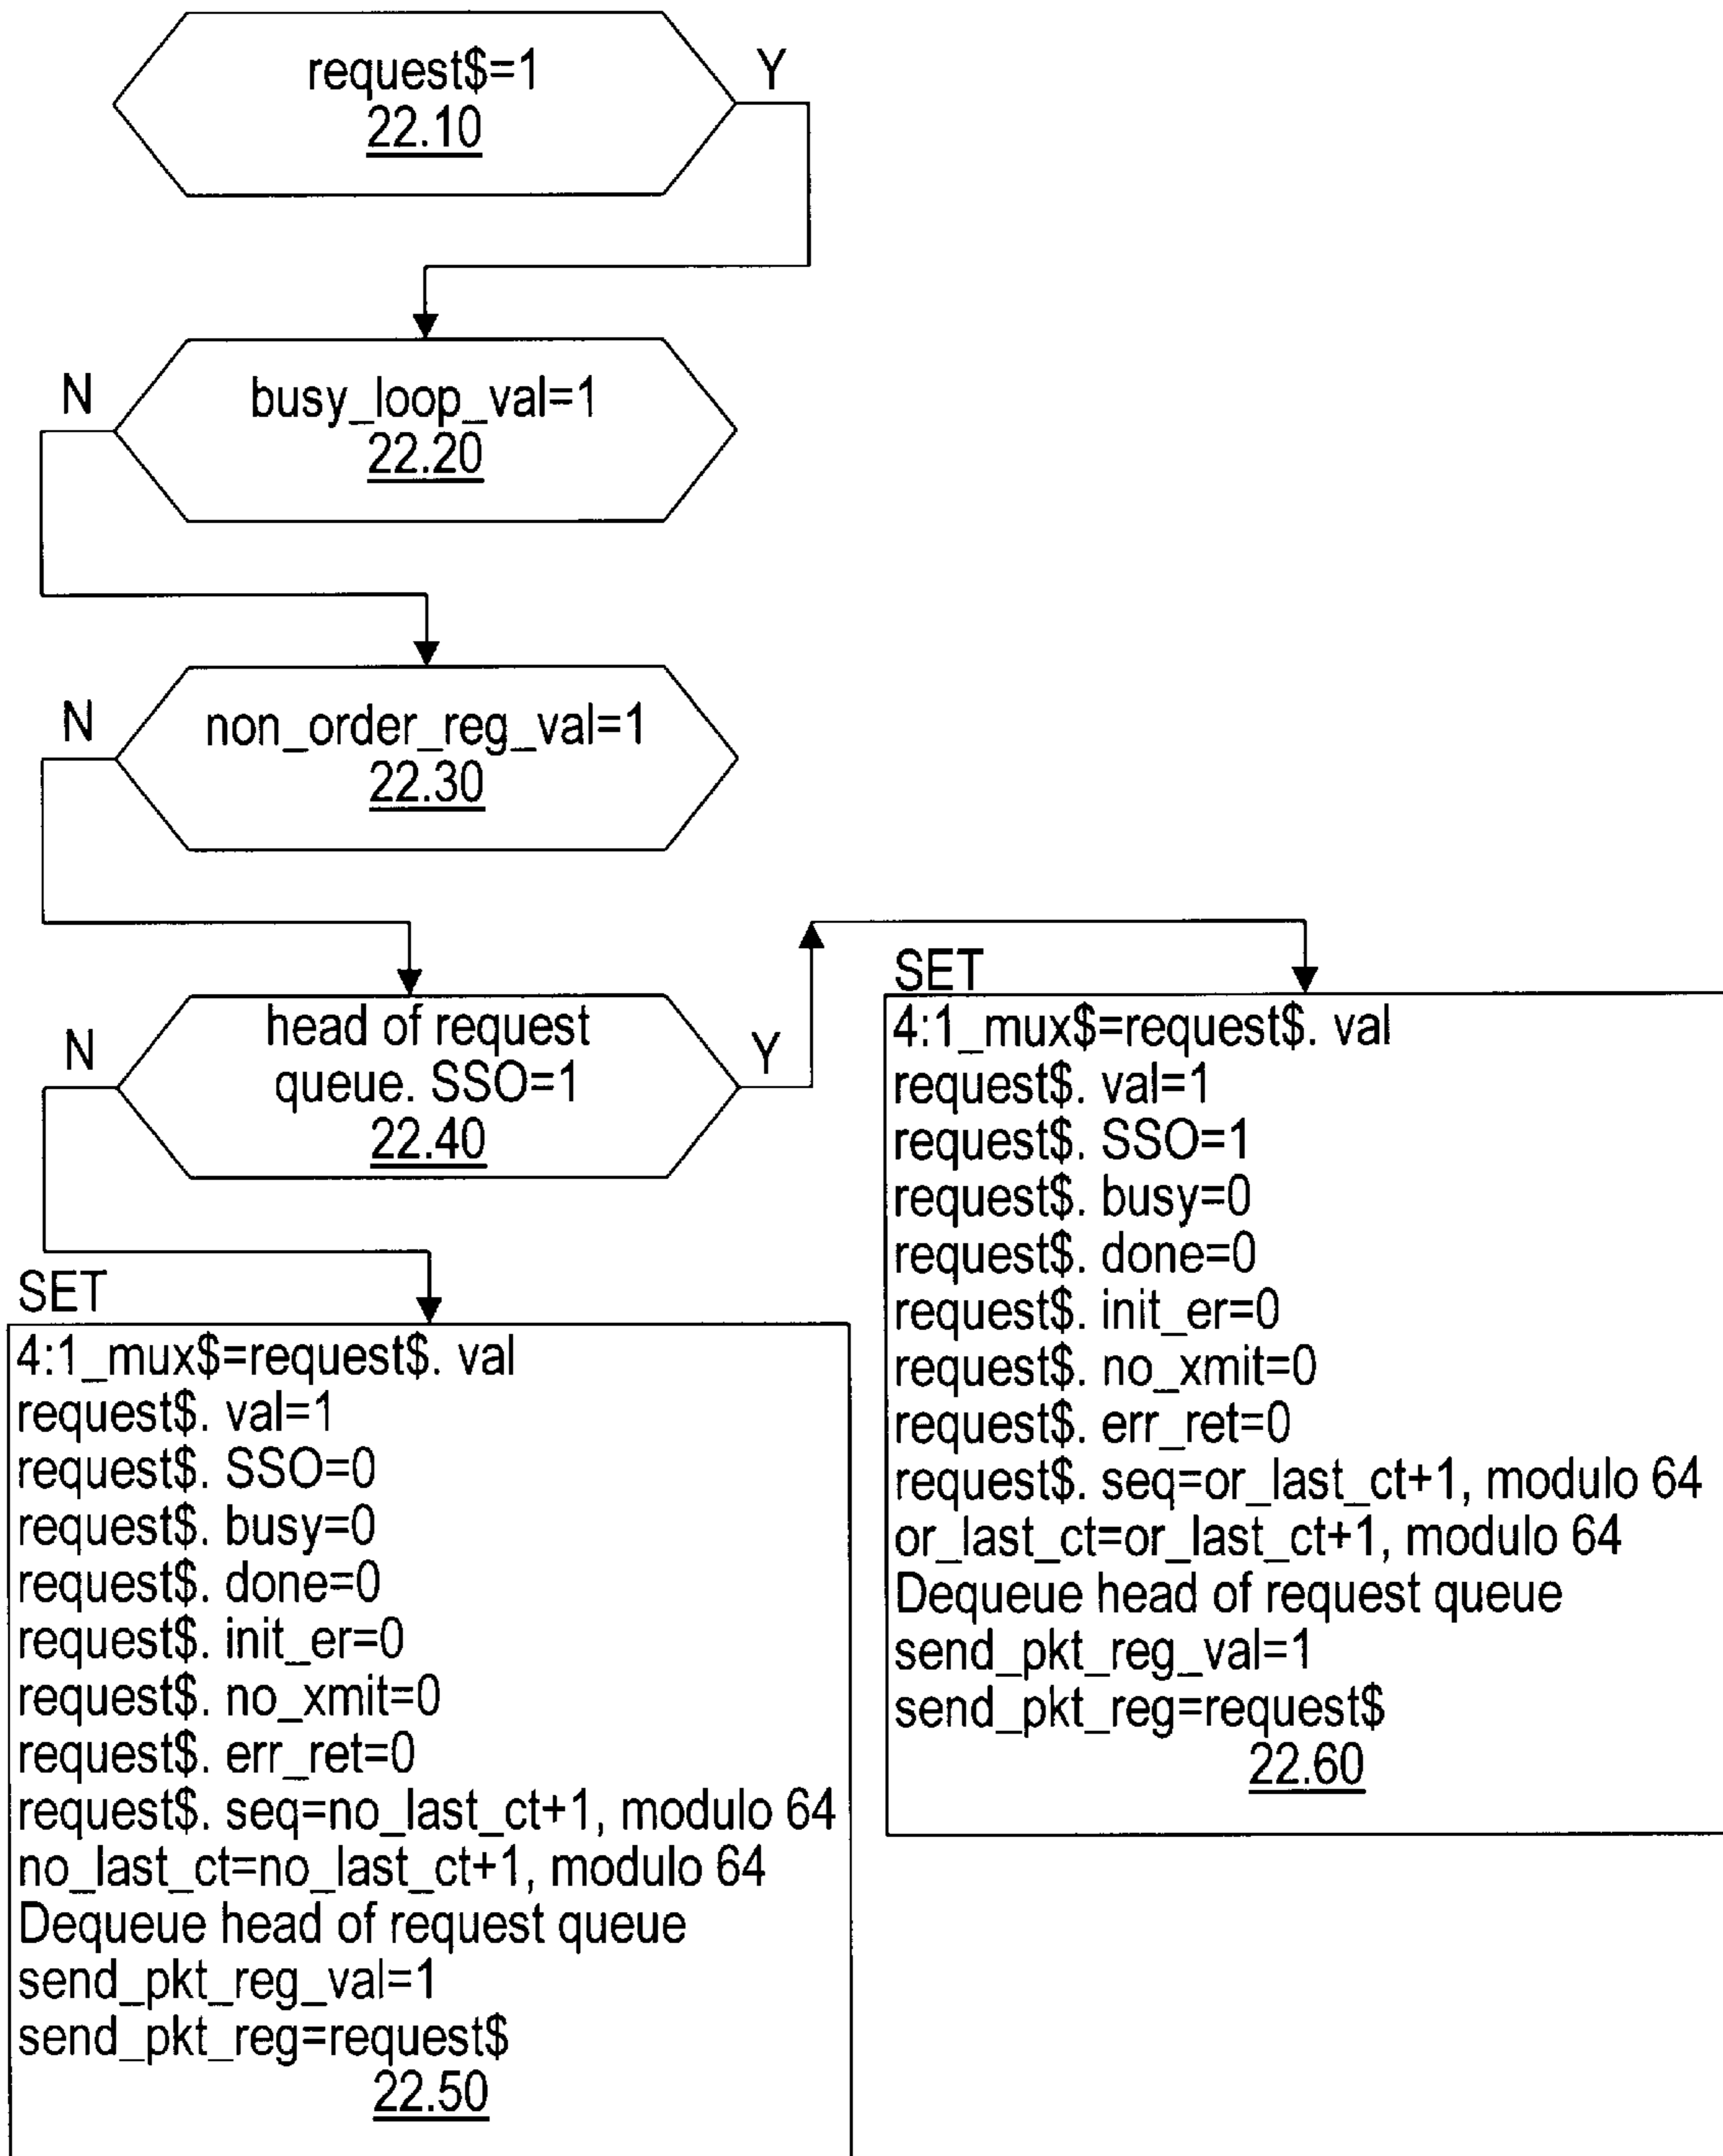 request$=1
22.10
Y
N
busy_loop_val=1
22.20
N
non_order_reg_val=1
22.30
N
head of request
queue. SSO=1
22.40
Y
SET
4:1_mux$=request$. val
request$. val=1
request$. SSO=0
request$. busy=0
request$. done=0
request$. init_er=0
request$. no_xmit=0
request$. err_ret=0
request$. seq=no_last_ct+1, modulo 64
no_last_ct=no_last_ct+1, modulo 64
Dequeue head of request queue
send_pkt_reg_val=1
send_pkt_reg=request$
22.50
SET
4:1_mux$=request$. val
request$. val=1
request$. SSO=1
request$. busy=0
request$. done=0
request$. init_er=0
request$. no_xmit=0
request$. err_ret=0
request$. seq=or_last_ct+1, modulo 64
or_last_ct=or_last_ct+1, modulo 64
Dequeue head of request queue
send_pkt_reg_val=1
send_pkt_reg=request$
22.60